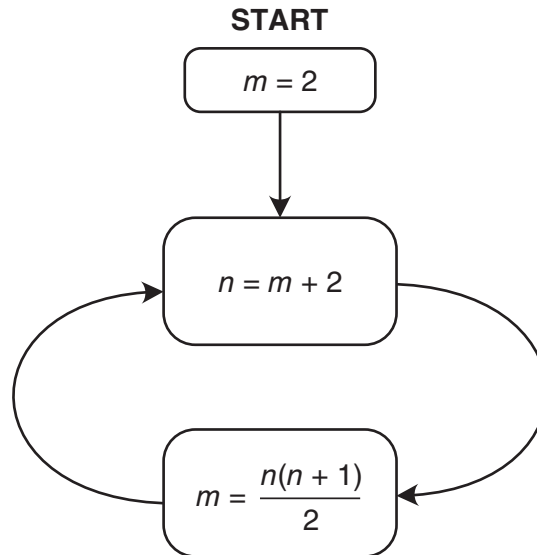 START
m = 2
n = m + 2
m = n(n + 1)/2